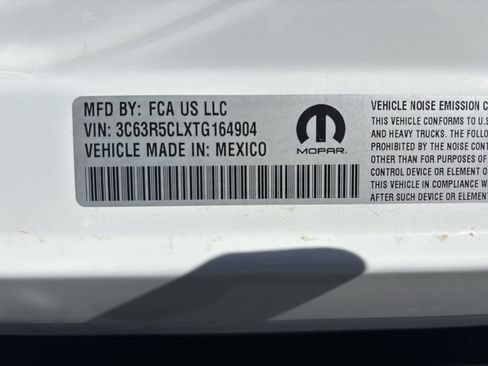 MFD BY: FCA US LLC
VIN: 3C63R5CLXTG164904
VEHICLE MADE IN: MEXICO
MOPAR
VEHICLE NOISE EMISSION C
THIS VEHICLE CONFORMS TO U.S
AND HEAVY TRUCKS. THE FOLLO
PROHIBITED BY THE NOISE CONT
OTHER THAN FOR PURPOSES OF
CONTROL DEVICE OR ELEMENT
THIS VEHICLE IN COMPLIANCE W
AFTER SUCH DEVICE OR ELEMEN